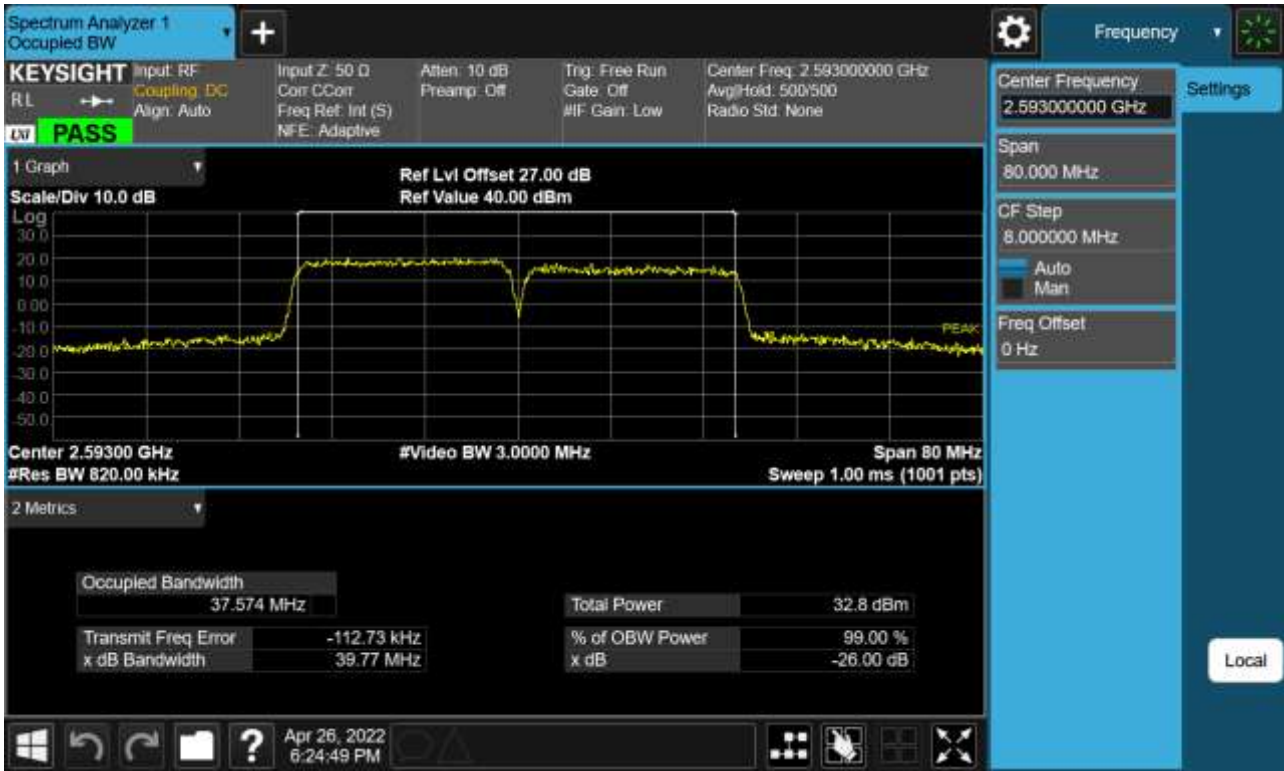 Spectrum Analyzer 1
Occupied BW
+
Frequency
KEYSIGHT
RL
LXI
PASS
Input: RF
Coupling: DC
Align: Auto
Input Z: 50 Ω
Corr CCorr
Freq Ref: Int (S)
NFE: Adaptive
Atten: 10 dB
Preamp: Off
Trig: Free Run
Gate: Off
#IF Gain: Low
Center Freq: 2.593000000 GHz
Avg|Hold: 500/500
Radio Std: None
Center Frequency
2.593000000 GHz
Settings
Span
80.000 MHz
CF Step
8.000000 MHz
Auto
Man
Freq Offset
0 Hz
Local
1 Graph
Scale/Div 10.0 dB
Ref Lvl Offset 27.00 dB
Ref Value 40.00 dBm
Log
30.0
20.0
10.0
0.00
-10.0
-20.0
-30.0
-40.0
-50.0
PEAK
Center 2.59300 GHz
#Video BW 3.0000 MHz
Span 80 MHz
#Res BW 820.00 kHz
Sweep 1.00 ms (1001 pts)
2 Metrics
Occupied Bandwidth
37.574 MHz
Total Power 32.8 dBm
Transmit Freq Error -112.73 kHz
% of OBW Power 99.00 %
x dB Bandwidth 39.77 MHz
x dB -26.00 dB
?
Apr 26, 2022
6:24:49 PM